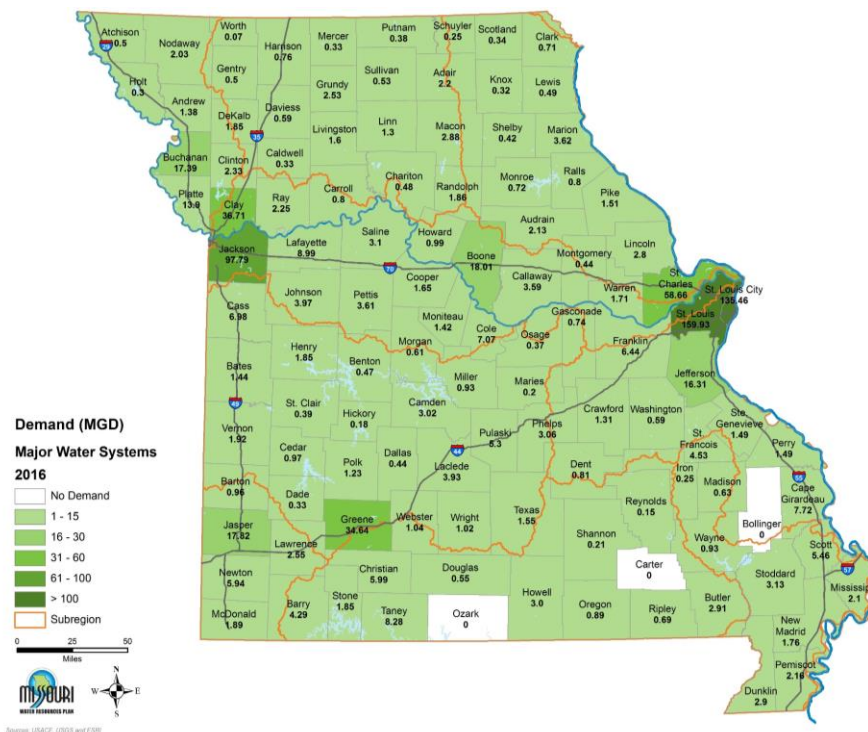 Atchison
0.5
Nodaway
2.03
Worth
0.07
Harrison
0.76
Mercer
0.33
Putnam
0.38
Schuyler
0.25
Scotland
0.34
Clark
0.71
Holt
0.3
Gentry
0.5
Grundy
2.53
Sullivan
0.53
Adair
2.2
Knox
0.32
Lewis
0.49
Andrew
1.38
DeKalb
1.85
Daviess
0.59
Livingston
1.6
Linn
1.3
Macon
2.88
Shelby
0.42
Marion
3.62
Buchanan
17.39
Clinton
2.33
Caldwell
0.33
Platte
13.9
Clay
36.71
Ray
2.25
Carroll
0.8
Chariton
0.48
Randolph
1.86
Monroe
0.72
Ralls
0.8
Pike
1.51
Audrain
2.13
Jackson
97.79
Lafayette
8.99
Saline
3.1
Howard
0.99
Boone
18.01
Callaway
3.59
Montgomery
0.44
Lincoln
2.8
Warren
1.71
St
Charles
58.66
St. Louis City
135.46
St. Louis
159.93
Cass
6.98
Johnson
3.97
Pettis
3.61
Cooper
1.65
Moniteau
1.42
Cole
7.07
Osage
0.37
Gasconade
0.74
Franklin
6.44
Jefferson
16.31
Bates
1.44
Henry
1.85
Benton
0.47
Morgan
0.61
Miller
0.93
Maries
0.2
Camden
3.02
St. Clair
0.39
Hickory
0.18
Pulaski
5.3
Phelps
3.06
Crawford
1.31
Washington
0.59
Ste.
Genevieve
1.49
St.
Francois
4.53
Perry
1.49
Vernon
1.92
Cedar
0.97
Polk
1.23
Dallas
0.44
Laclede
3.93
Dent
0.81
Iron
0.25
Madison
0.63
Cape
Girardeau
7.72
Bollinger
0
Barton
0.96
Dade
0.33
Greene
34.64
Webster
1.04
Wright
1.02
Texas
1.55
Reynolds
0.15
Shannon
0.21
Wayne
0.93
Scott
5.46
Jasper
17.82
Lawrence
2.55
Newton
5.94
Christian
5.99
Douglas
0.55
Carter
0
Stoddard
3.13
Mississippi
2.1
McDonald
1.89
Barry
4.29
Stone
1.85
Taney
8.28
Ozark
0
Howell
3.0
Oregon
0.89
Ripley
0.69
Butler
2.91
New
Madrid
1.76
Pemiscot
2.16
Dunklin
2.9
29
35
70
49
44
55
57
Demand (MGD)
Major Water Systems
2016
No Demand
1 - 15
16 - 30
31 - 60
61 - 100
> 100
Subregion
0 25 50
Miles
MISSOURI
WATER RESOURCES PLAN
N
W E
S
Sources: USACE, USGS and ESRI